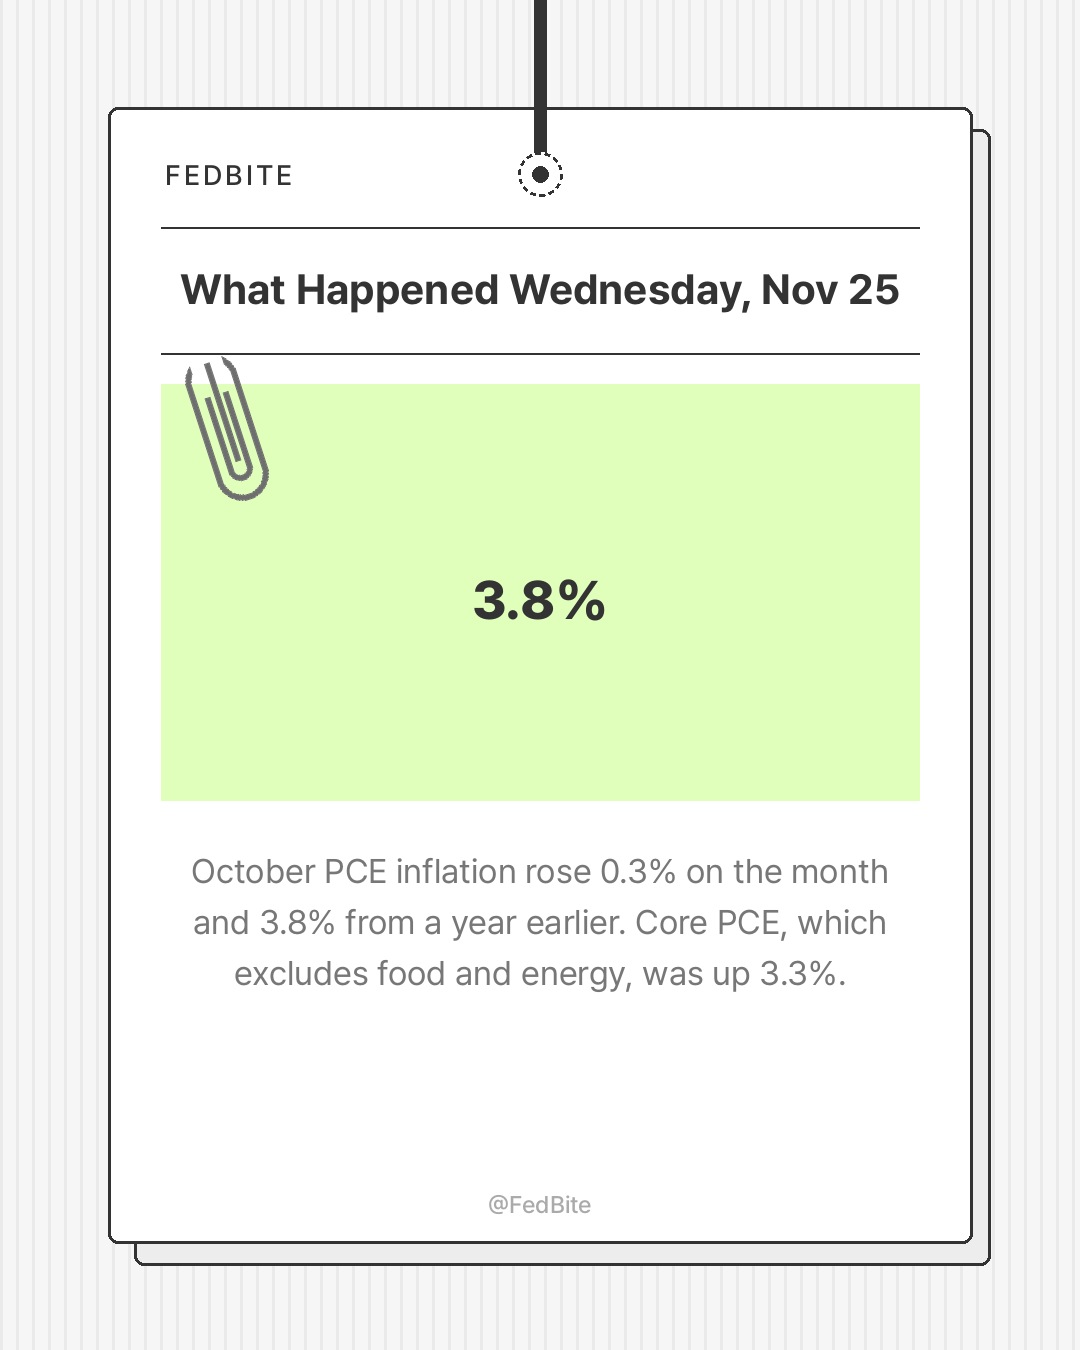 FEDBITE
What Happened Wednesday, Nov 25
3.8%
October PCE inflation rose 0.3% on the month
and 3.8% from a year earlier. Core PCE, which
excludes food and energy, was up 3.3%.
@FedBite